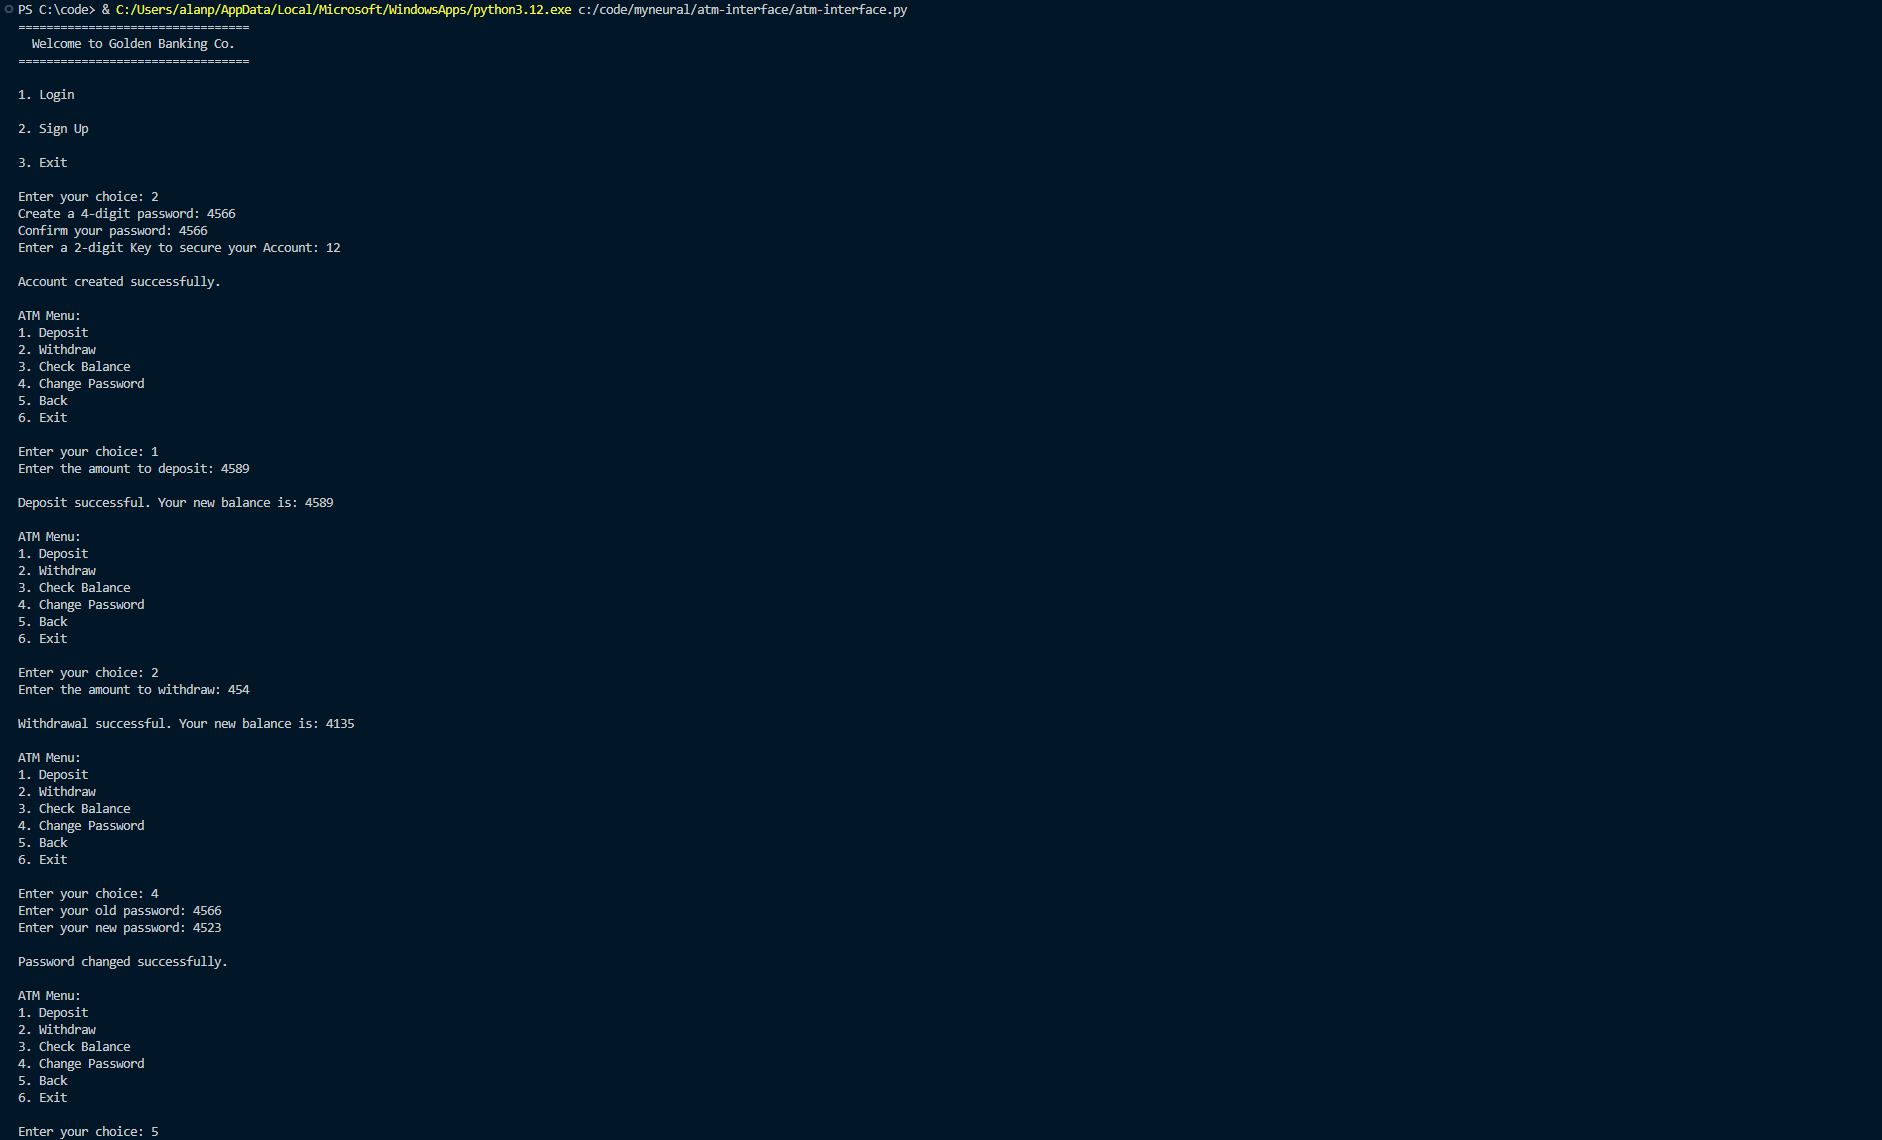 PS C:\code> & C:/Users/alanp/AppData/Local/Microsoft/WindowsApps/python3.12.exe c:/code/myneural/atm-interface/atm-interface.py
=================================
  Welcome to Golden Banking Co.
=================================
1. Login
2. Sign Up
3. Exit
Enter your choice: 2
Create a 4-digit password: 4566
Confirm your password: 4566
Enter a 2-digit Key to secure your Account: 12
Account created successfully.
ATM Menu:
1. Deposit
2. Withdraw
3. Check Balance
4. Change Password
5. Back
6. Exit
Enter your choice: 1
Enter the amount to deposit: 4589
Deposit successful. Your new balance is: 4589
ATM Menu:
1. Deposit
2. Withdraw
3. Check Balance
4. Change Password
5. Back
6. Exit
Enter your choice: 2
Enter the amount to withdraw: 454
Withdrawal successful. Your new balance is: 4135
ATM Menu:
1. Deposit
2. Withdraw
3. Check Balance
4. Change Password
5. Back
6. Exit
Enter your choice: 4
Enter your old password: 4566
Enter your new password: 4523
Password changed successfully.
ATM Menu:
1. Deposit
2. Withdraw
3. Check Balance
4. Change Password
5. Back
6. Exit
Enter your choice: 5